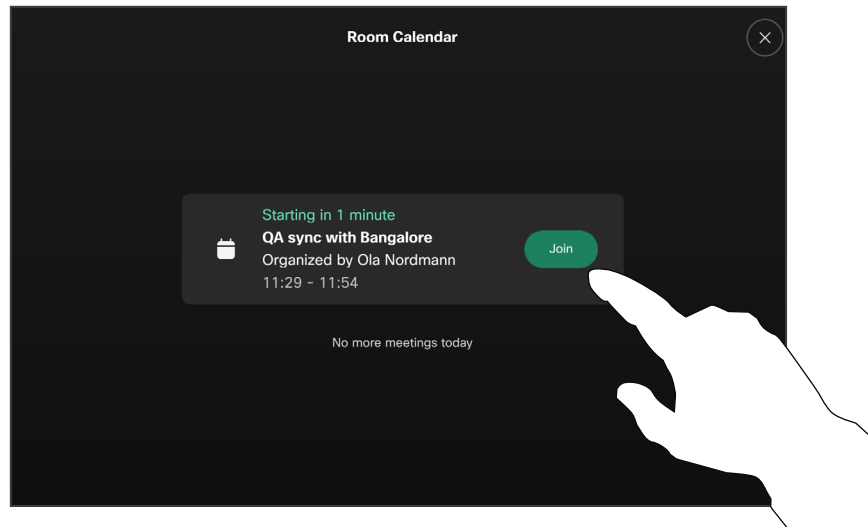 Room Calendar
Starting in 1 minute
QA sync with Bangalore
Organized by Ola Nordmann
11:29 - 11:54
Join
No more meetings today